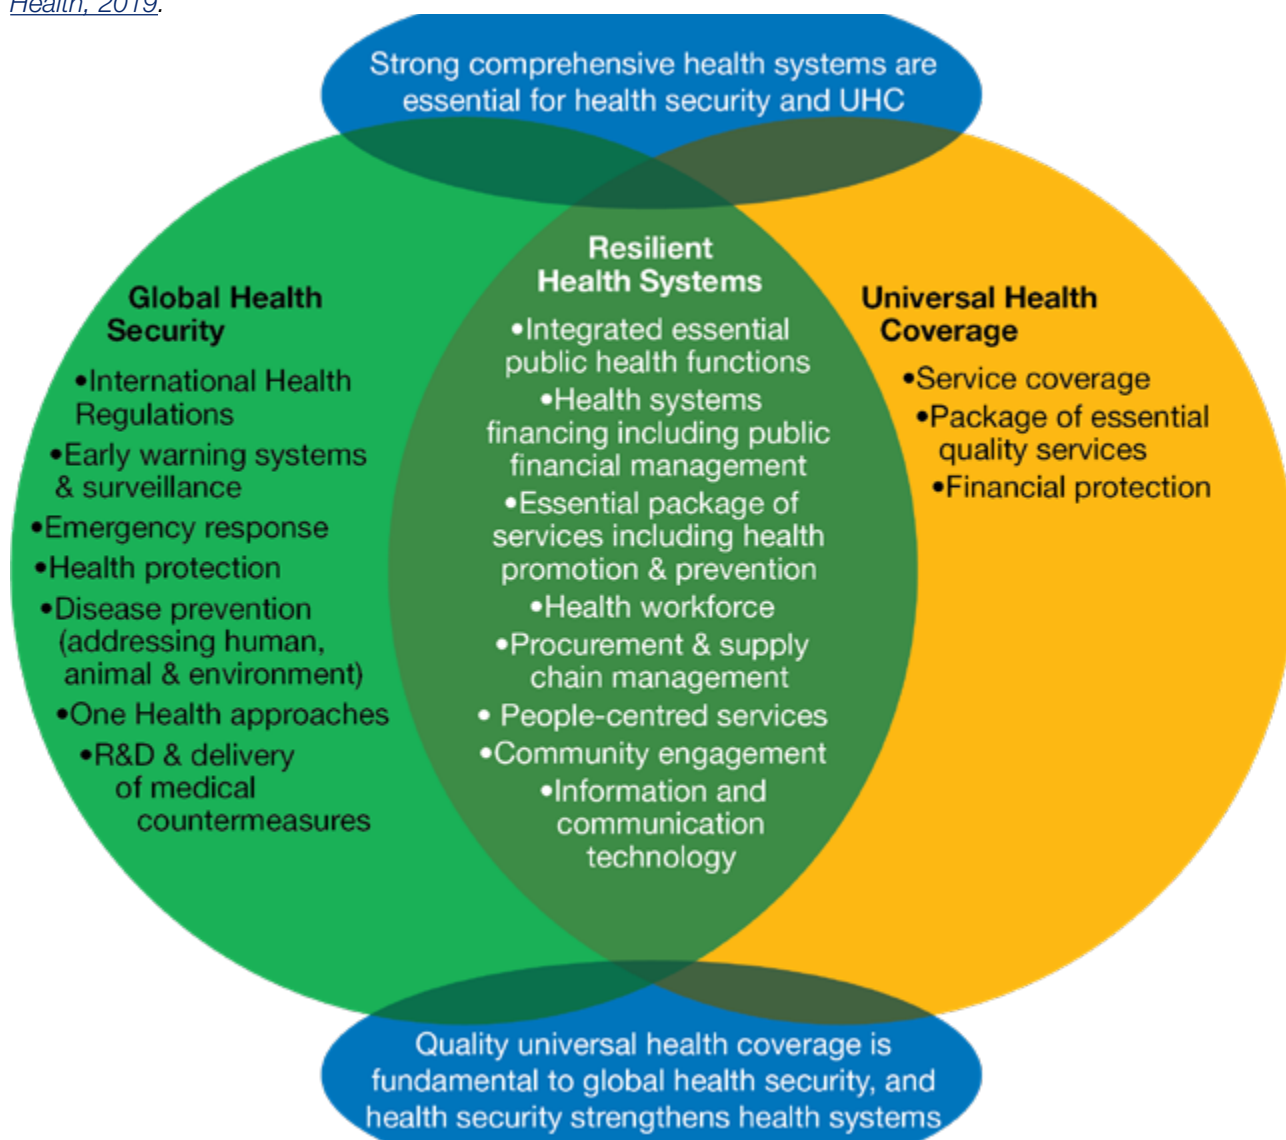 Health, 2019.
Strong comprehensive health systems are
essential for health security and UHC
Global Health
Security
•International Health
Regulations
•Early warning systems
& surveillance
•Emergency response
•Health protection
•Disease prevention
(addressing human,
animal & environment)
•One Health approaches
•R&D & delivery
of medical
countermeasures
Resilient
Health Systems
•Integrated essential
public health functions
•Health systems
financing including public
financial management
•Essential package of
services including health
promotion & prevention
•Health workforce
•Procurement & supply
chain management
• People-centred services
•Community engagement
•Information and
communication
technology
Universal Health
Coverage
•Service coverage
•Package of essential
quality services
•Financial protection
Quality universal health coverage is
fundamental to global health security, and
health security strengthens health systems